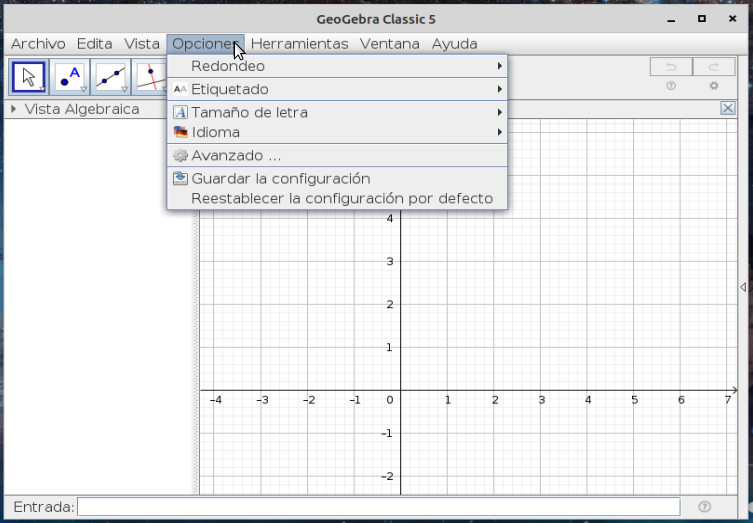 GeoGebra Classic 5
Archivo Edita Vista Opciones Herramientas Ventana Ayuda
A
Redondeo
AA Etiquetado
A Tamaño de letra
Idioma
Avanzado ...
Guardar la configuración
Reestablecer la configuración por defecto
Vista Algebraica
4
3
2
1
-4 -3 -2 -1 0 1 2 3 4 5 6 7
-1
-2
Entrada: